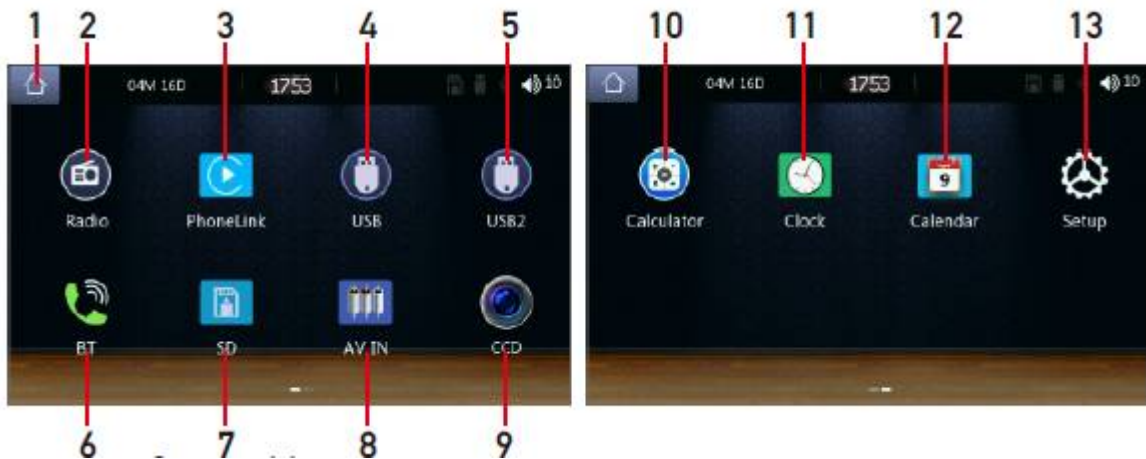 1 2 3 4 5 10 11 12 13
04M 16D 1753 10 04M 16D 1753 10
Radio PhoneLink USB USB2 Calculator Clock 9 Calendar Setup
BT SD AV IN CCD
6 7 8 9